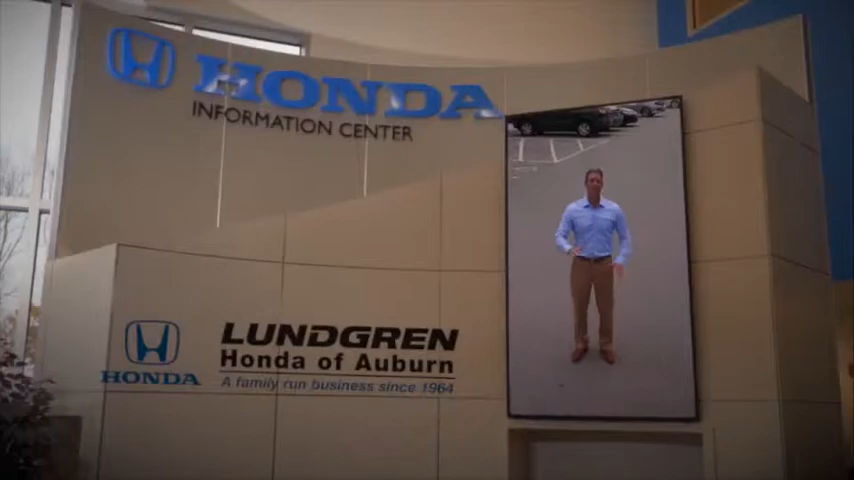 HONDA
INFORMATION CENTER
LUNDGREN
Honda of Auburn
A family run business since 1964
HONDA